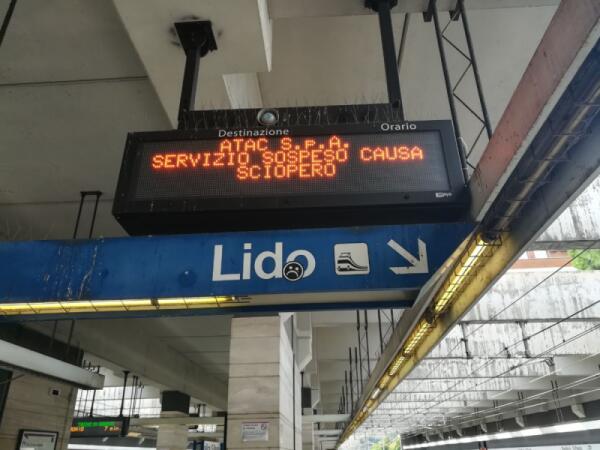 Destinazione Orario
ATAC S.P.A.
SERVIZIO SOSPESO CAUSA
SCIOPERO
Lido